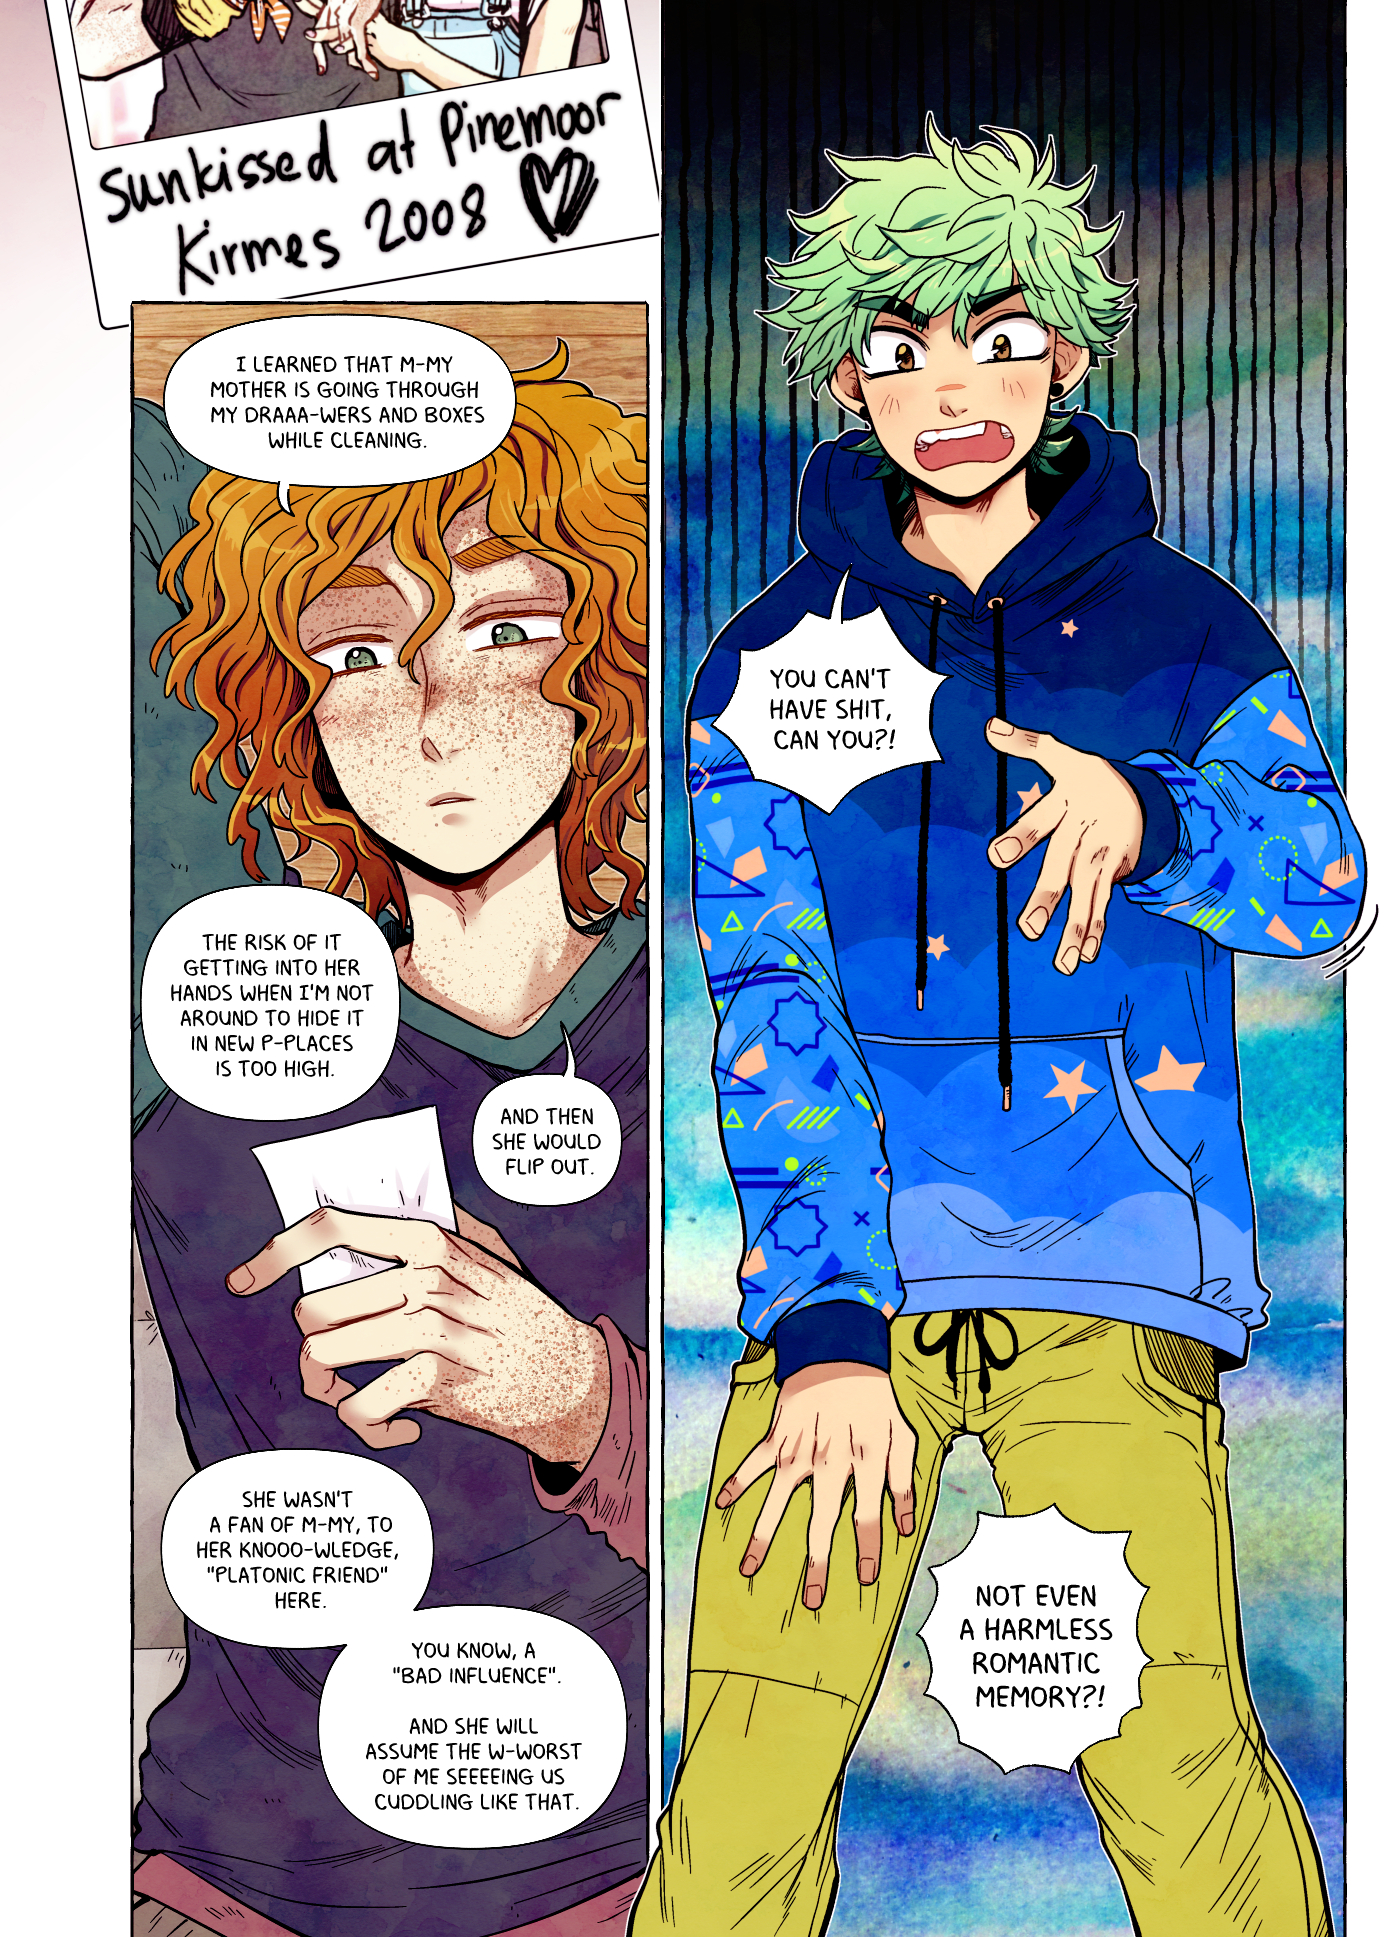 Sunkissed at Pinemoor
Kirmes 2008
I LEARNED THAT M-MY
MOTHER IS GOING THROUGH
MY DRAAA-WERS AND BOXES
WHILE CLEANING.
THE RISK OF IT
GETTING INTO HER
HANDS WHEN I'M NOT
AROUND TO HIDE IT
IN NEW P-PLACES
IS TOO HIGH.
AND THEN
SHE WOULD
FLIP OUT.
SHE WASN'T
A FAN OF M-MY, TO
HER KNOOO-WLEDGE,
"PLATONIC FRIEND"
HERE.
YOU KNOW, A
"BAD INFLUENCE".
AND SHE WILL
ASSUME THE W-WORST
OF ME SEEEEING US
CUDDLING LIKE THAT.
YOU CAN'T
HAVE SHIT,
CAN YOU?!
NOT EVEN
A HARMLESS
ROMANTIC
MEMORY?!